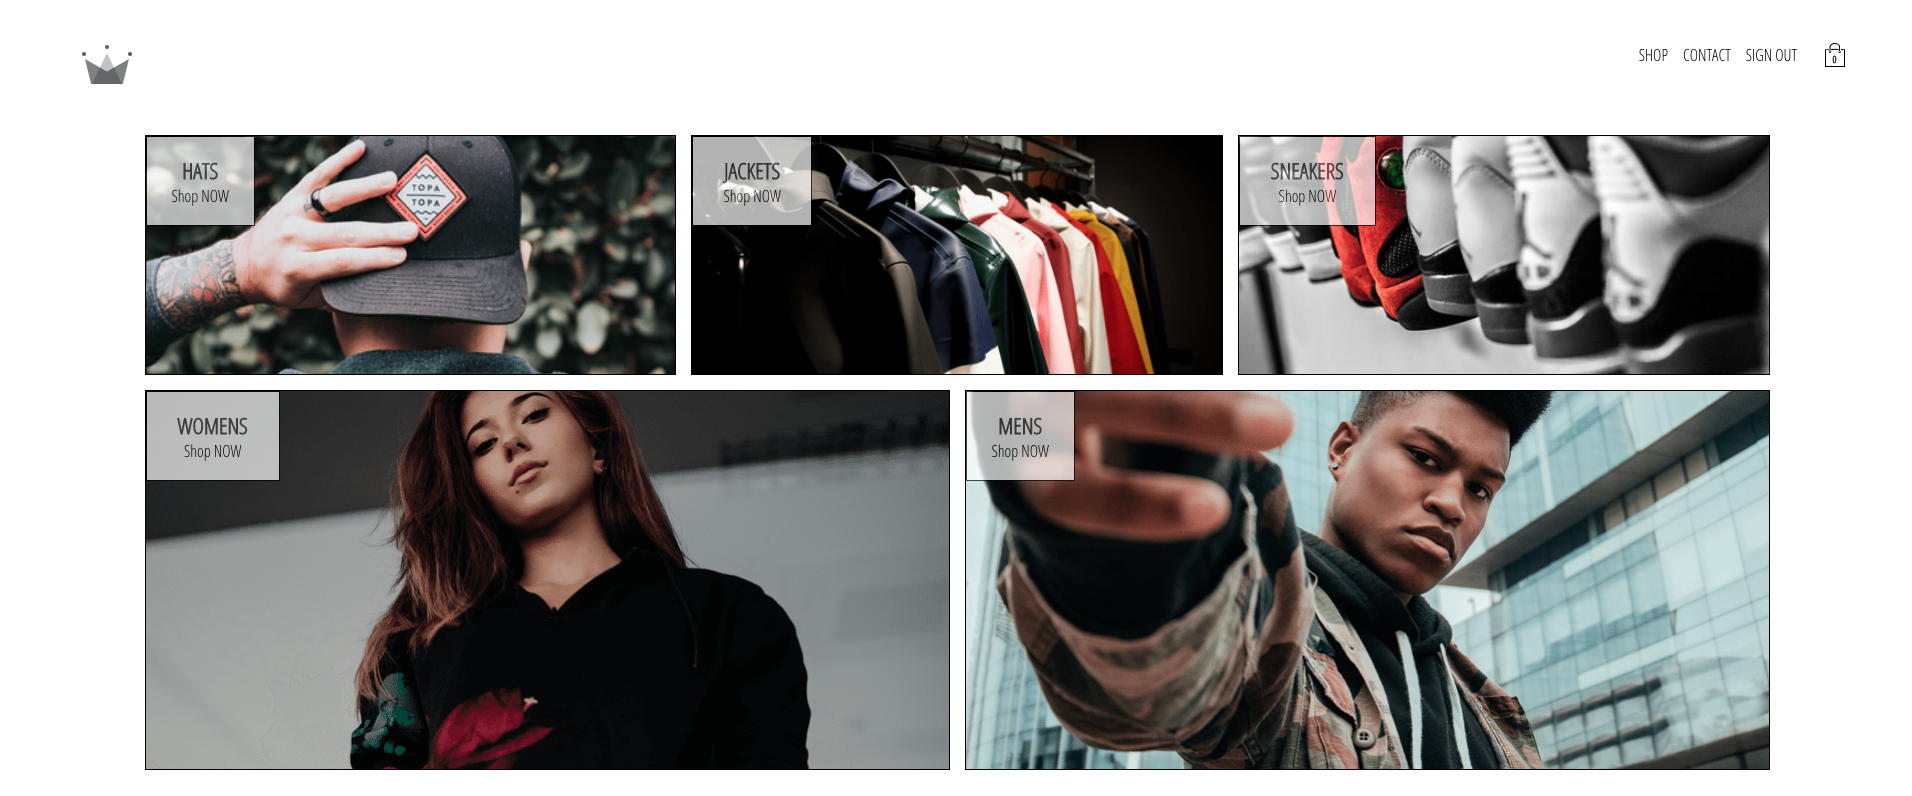 SHOP CONTACT SIGN OUT
0
HATS
Shop NOW
TOPA
TOPA
JACKETS
Shop NOW
SNEAKERS
Shop NOW
WOMENS
Shop NOW
MENS
Shop NOW